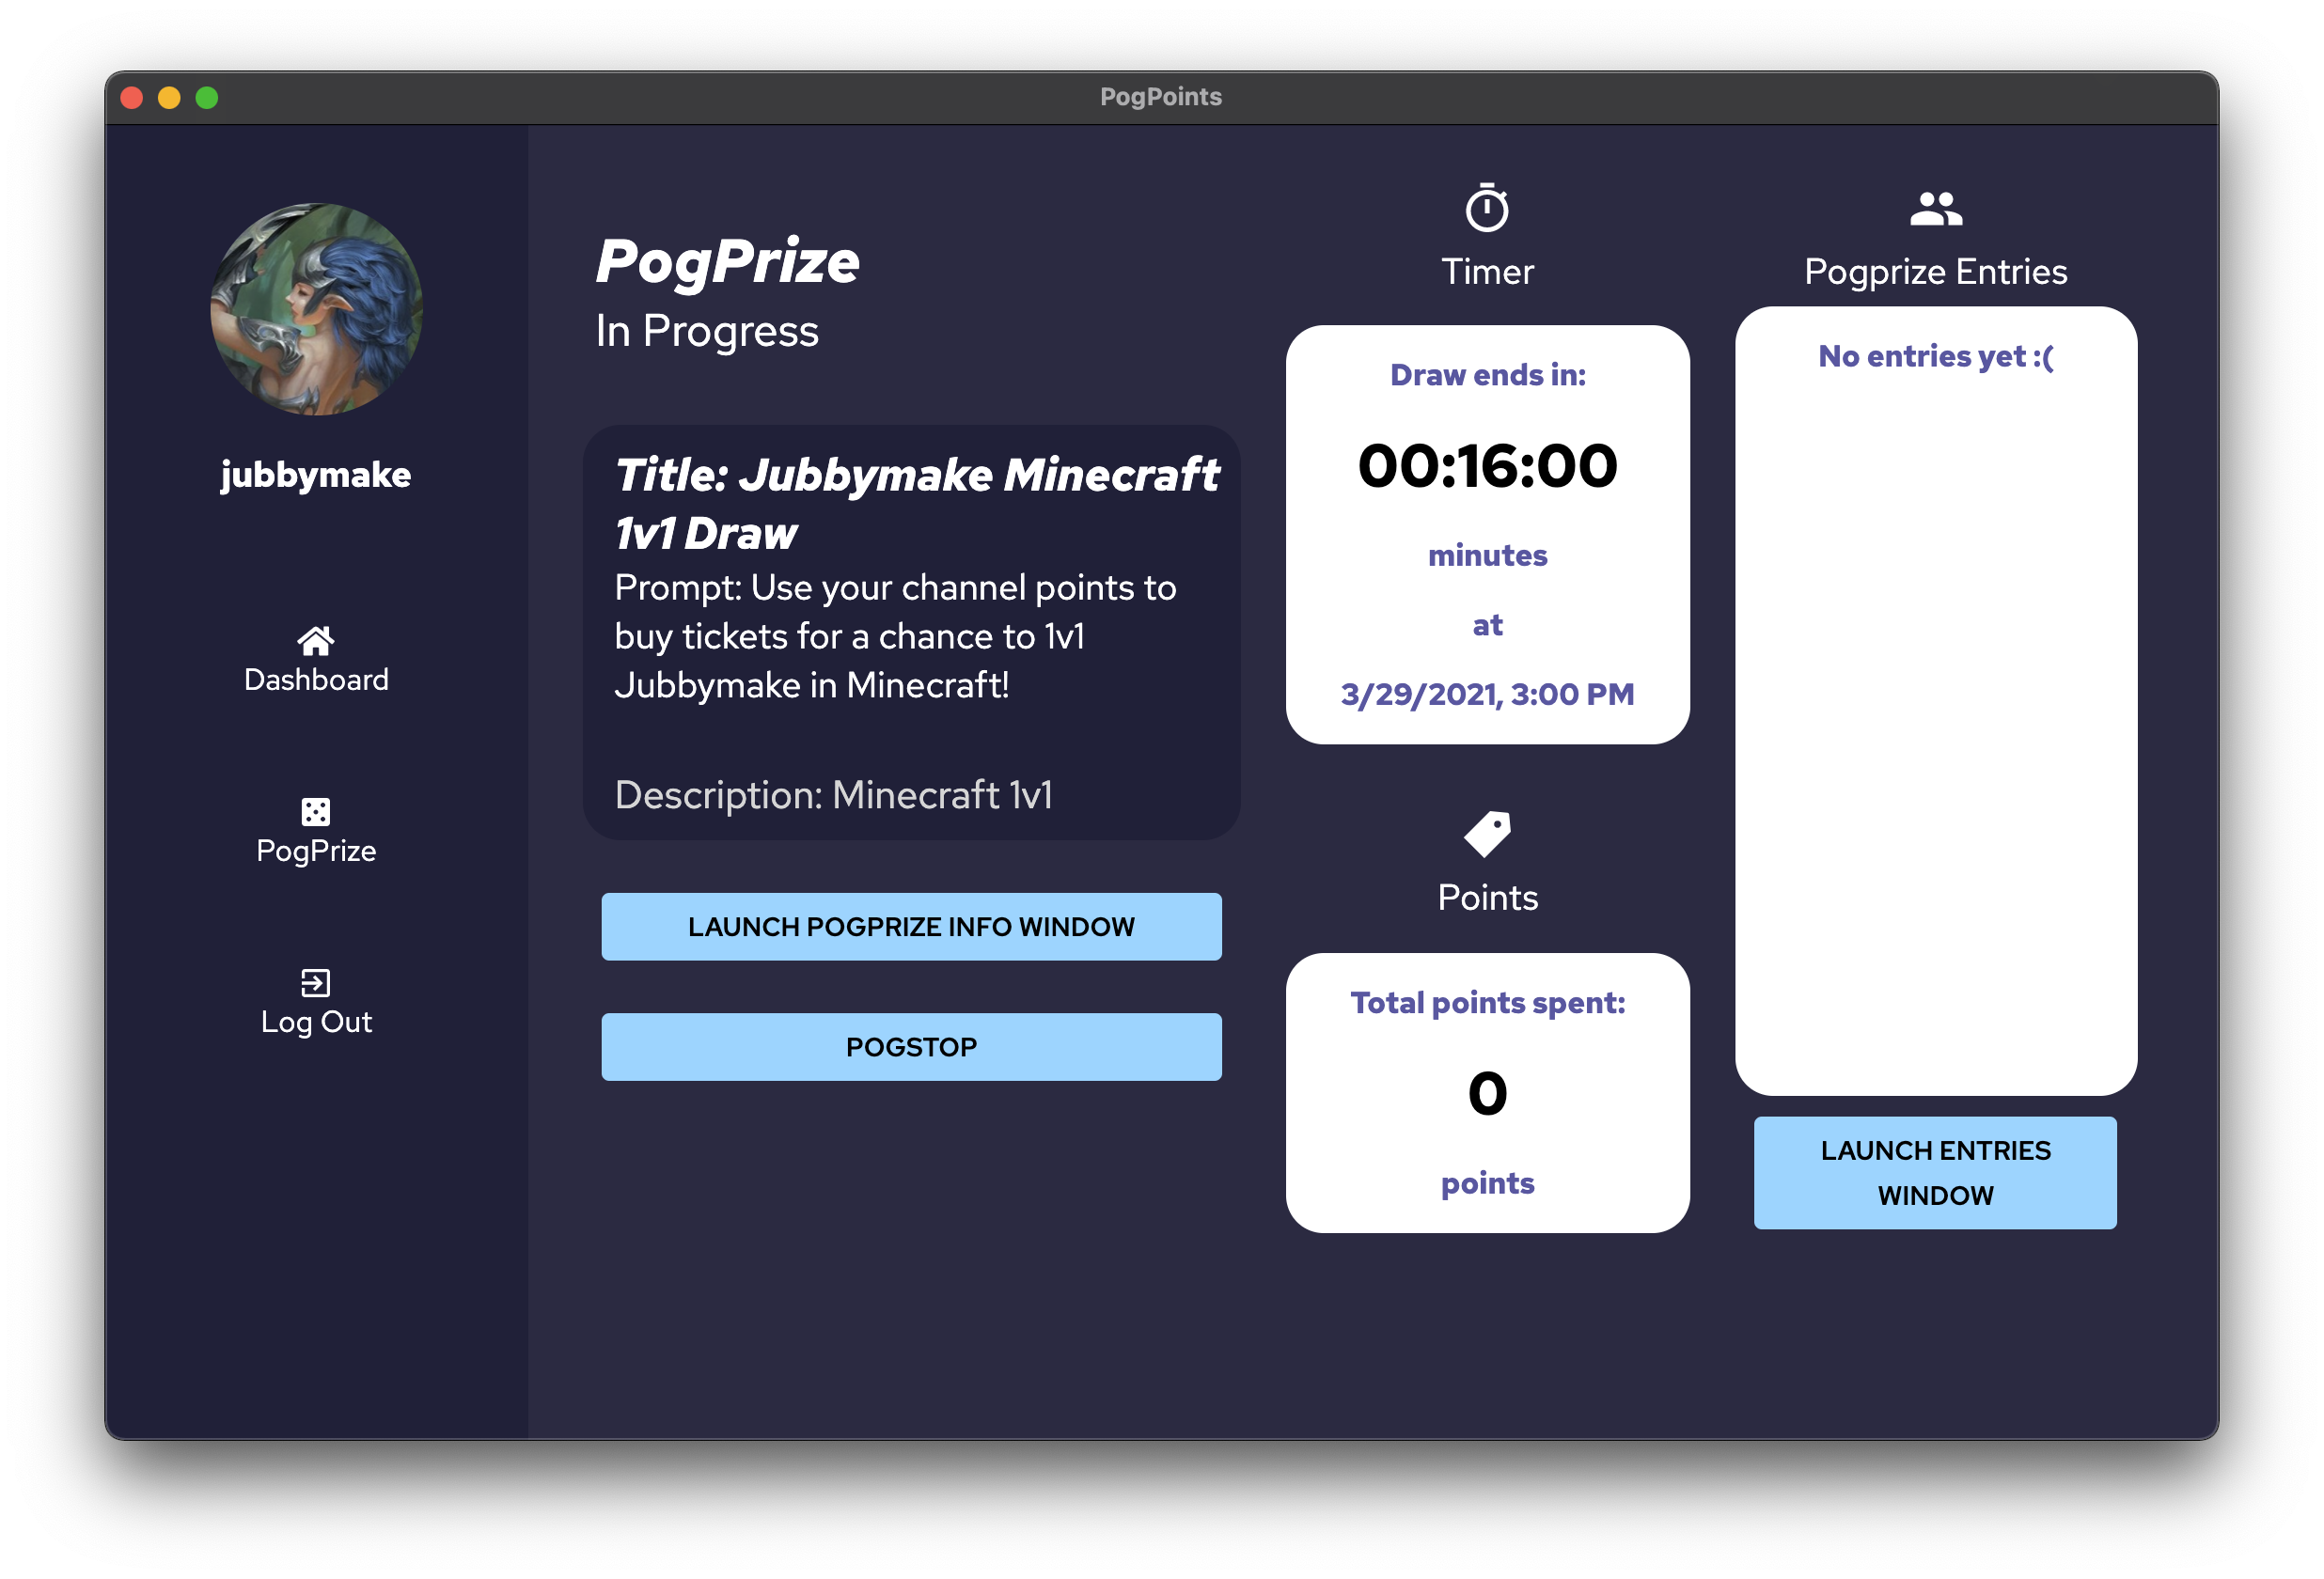 PogPoints
jubbymake
Dashboard
PogPrize
Log Out
PogPrize
In Progress
Title: Jubbymake Minecraft
1v1 Draw
Prompt: Use your channel points to
buy tickets for a chance to 1v1
Jubbymake in Minecraft!
Description: Minecraft 1v1
LAUNCH POGPRIZE INFO WINDOW
POGSTOP
Timer
Draw ends in:
00:16:00
minutes
at
3/29/2021, 3:00 PM
Points
Total points spent:
0
points
Pogprize Entries
No entries yet :(
LAUNCH ENTRIES
WINDOW